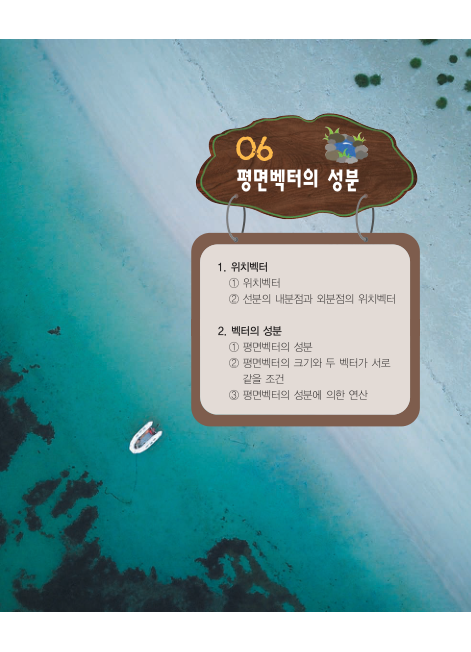 06
평면벡터의 성분
1. 위치벡터
① 위치벡터
② 선분의 내분점과 외분점의 위치벡터
2. 벡터의 성분
① 평면벡터의 성분
② 평면벡터의 크기와 두 벡터가 서로
같을 조건
③ 평면벡터의 성분에 의한 연산